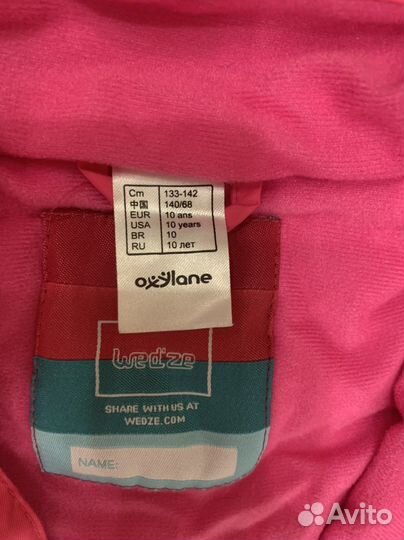 Cm 133-142
中国 140/68
EUR 10 ans
USA 10 years
BR 10
RU 10 лет
oxylane
wed'ze
SHARE WITH US AT
WEDZE.COM
NAME:
Avito